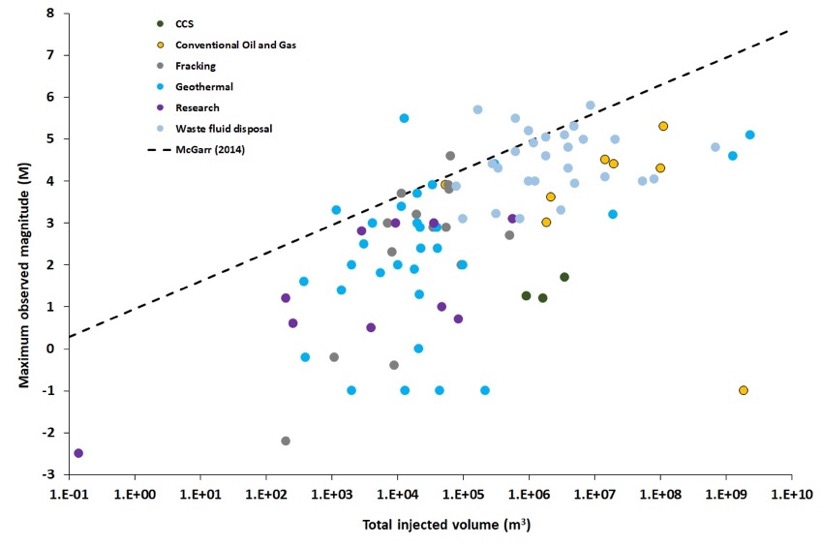 8
7
6
5
4
3
2
1
0
-1
-2
-3
Maximum observed magnitude (M)
CCS
Conventional Oil and Gas
Fracking
Geothermal
Research
Waste fluid disposal
McGarr (2014)
1.E-01 1.E+00 1.E+01 1.E+02 1.E+03 1.E+04 1.E+05 1.E+06 1.E+07 1.E+08 1.E+09 1.E+10
Total injected volume (m³)